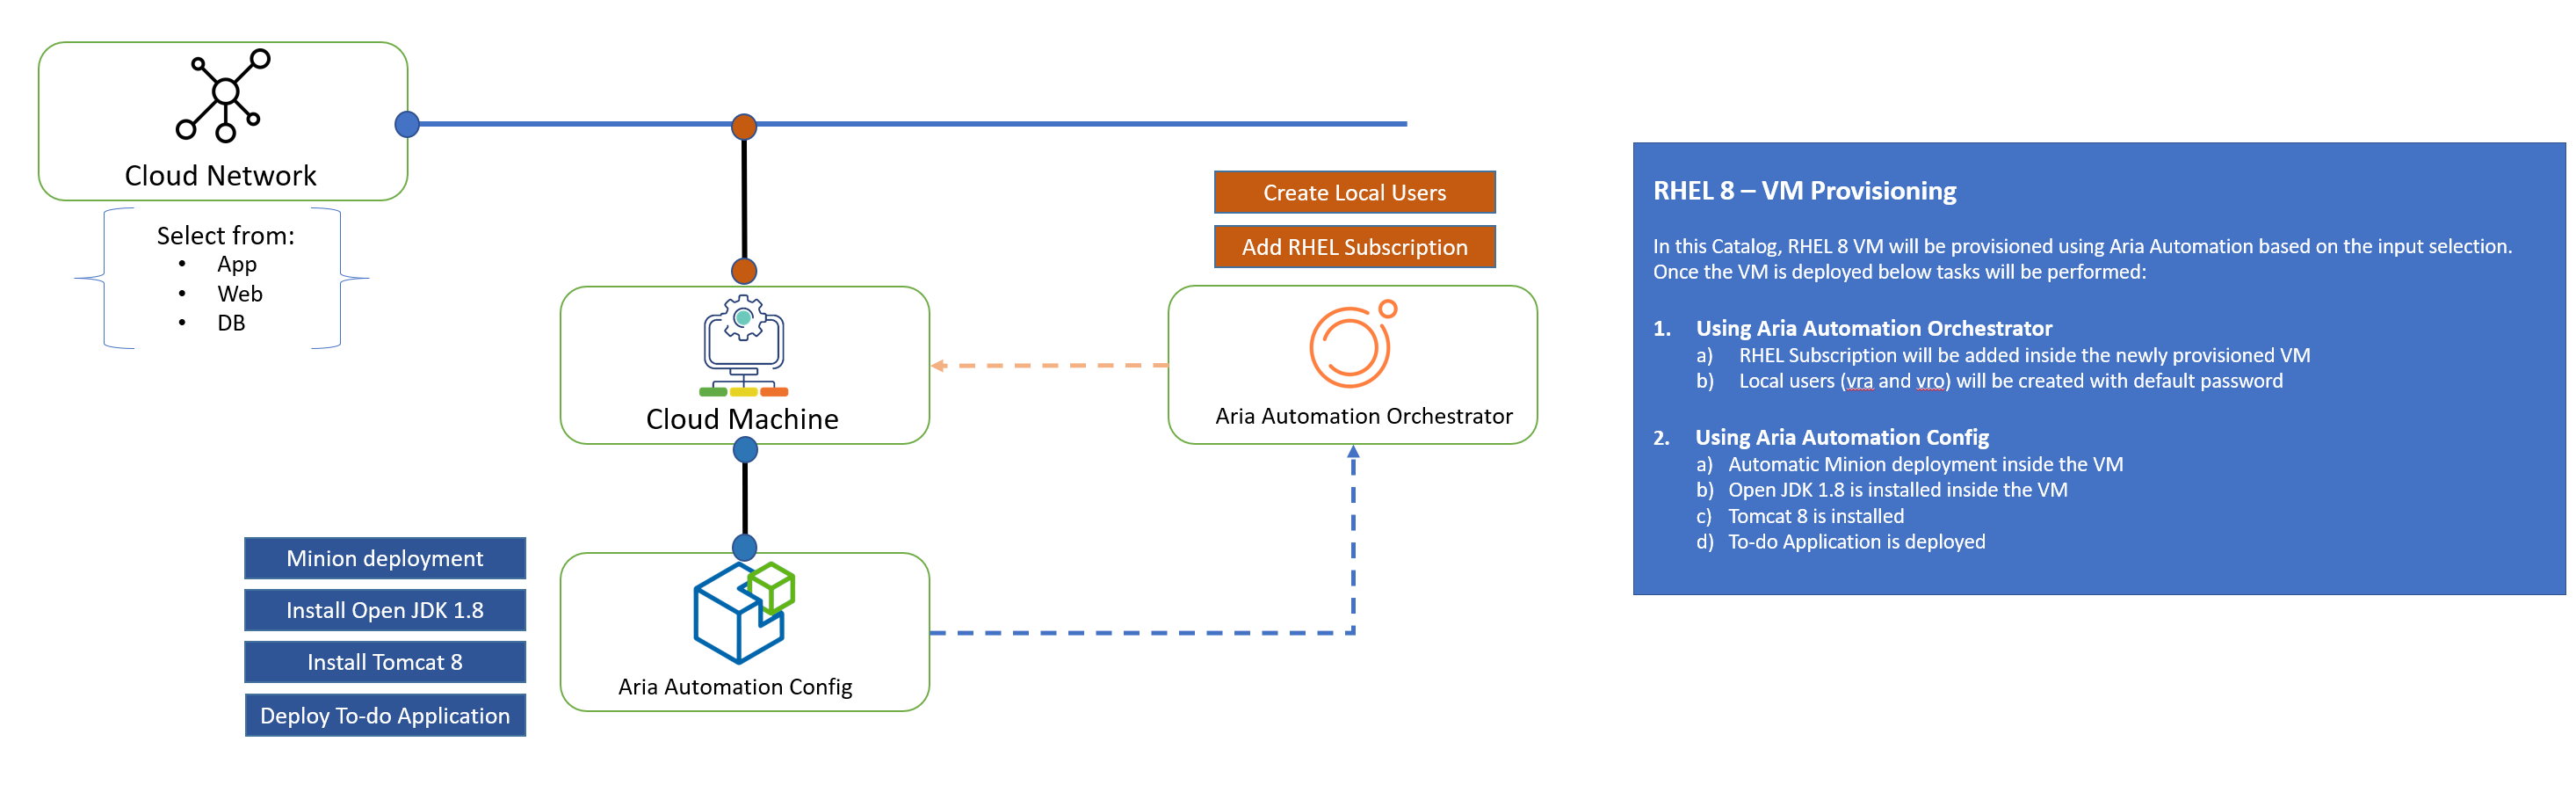 Cloud Network
Select from:
• App
• Web
• DB
Create Local Users
Add RHEL Subscription
Cloud Machine
Aria Automation Orchestrator
Minion deployment
Install Open JDK 1.8
Install Tomcat 8
Deploy To-do Application
Aria Automation Config
RHEL 8 – VM Provisioning
In this Catalog, RHEL 8 VM will be provisioned using Aria Automation based on the input selection.
Once the VM is deployed below tasks will be performed:
1. Using Aria Automation Orchestrator
a) RHEL Subscription will be added inside the newly provisioned VM
b) Local users (vra and vro) will be created with default password
2. Using Aria Automation Config
a) Automatic Minion deployment inside the VM
b) Open JDK 1.8 is installed inside the VM
c) Tomcat 8 is installed
d) To-do Application is deployed